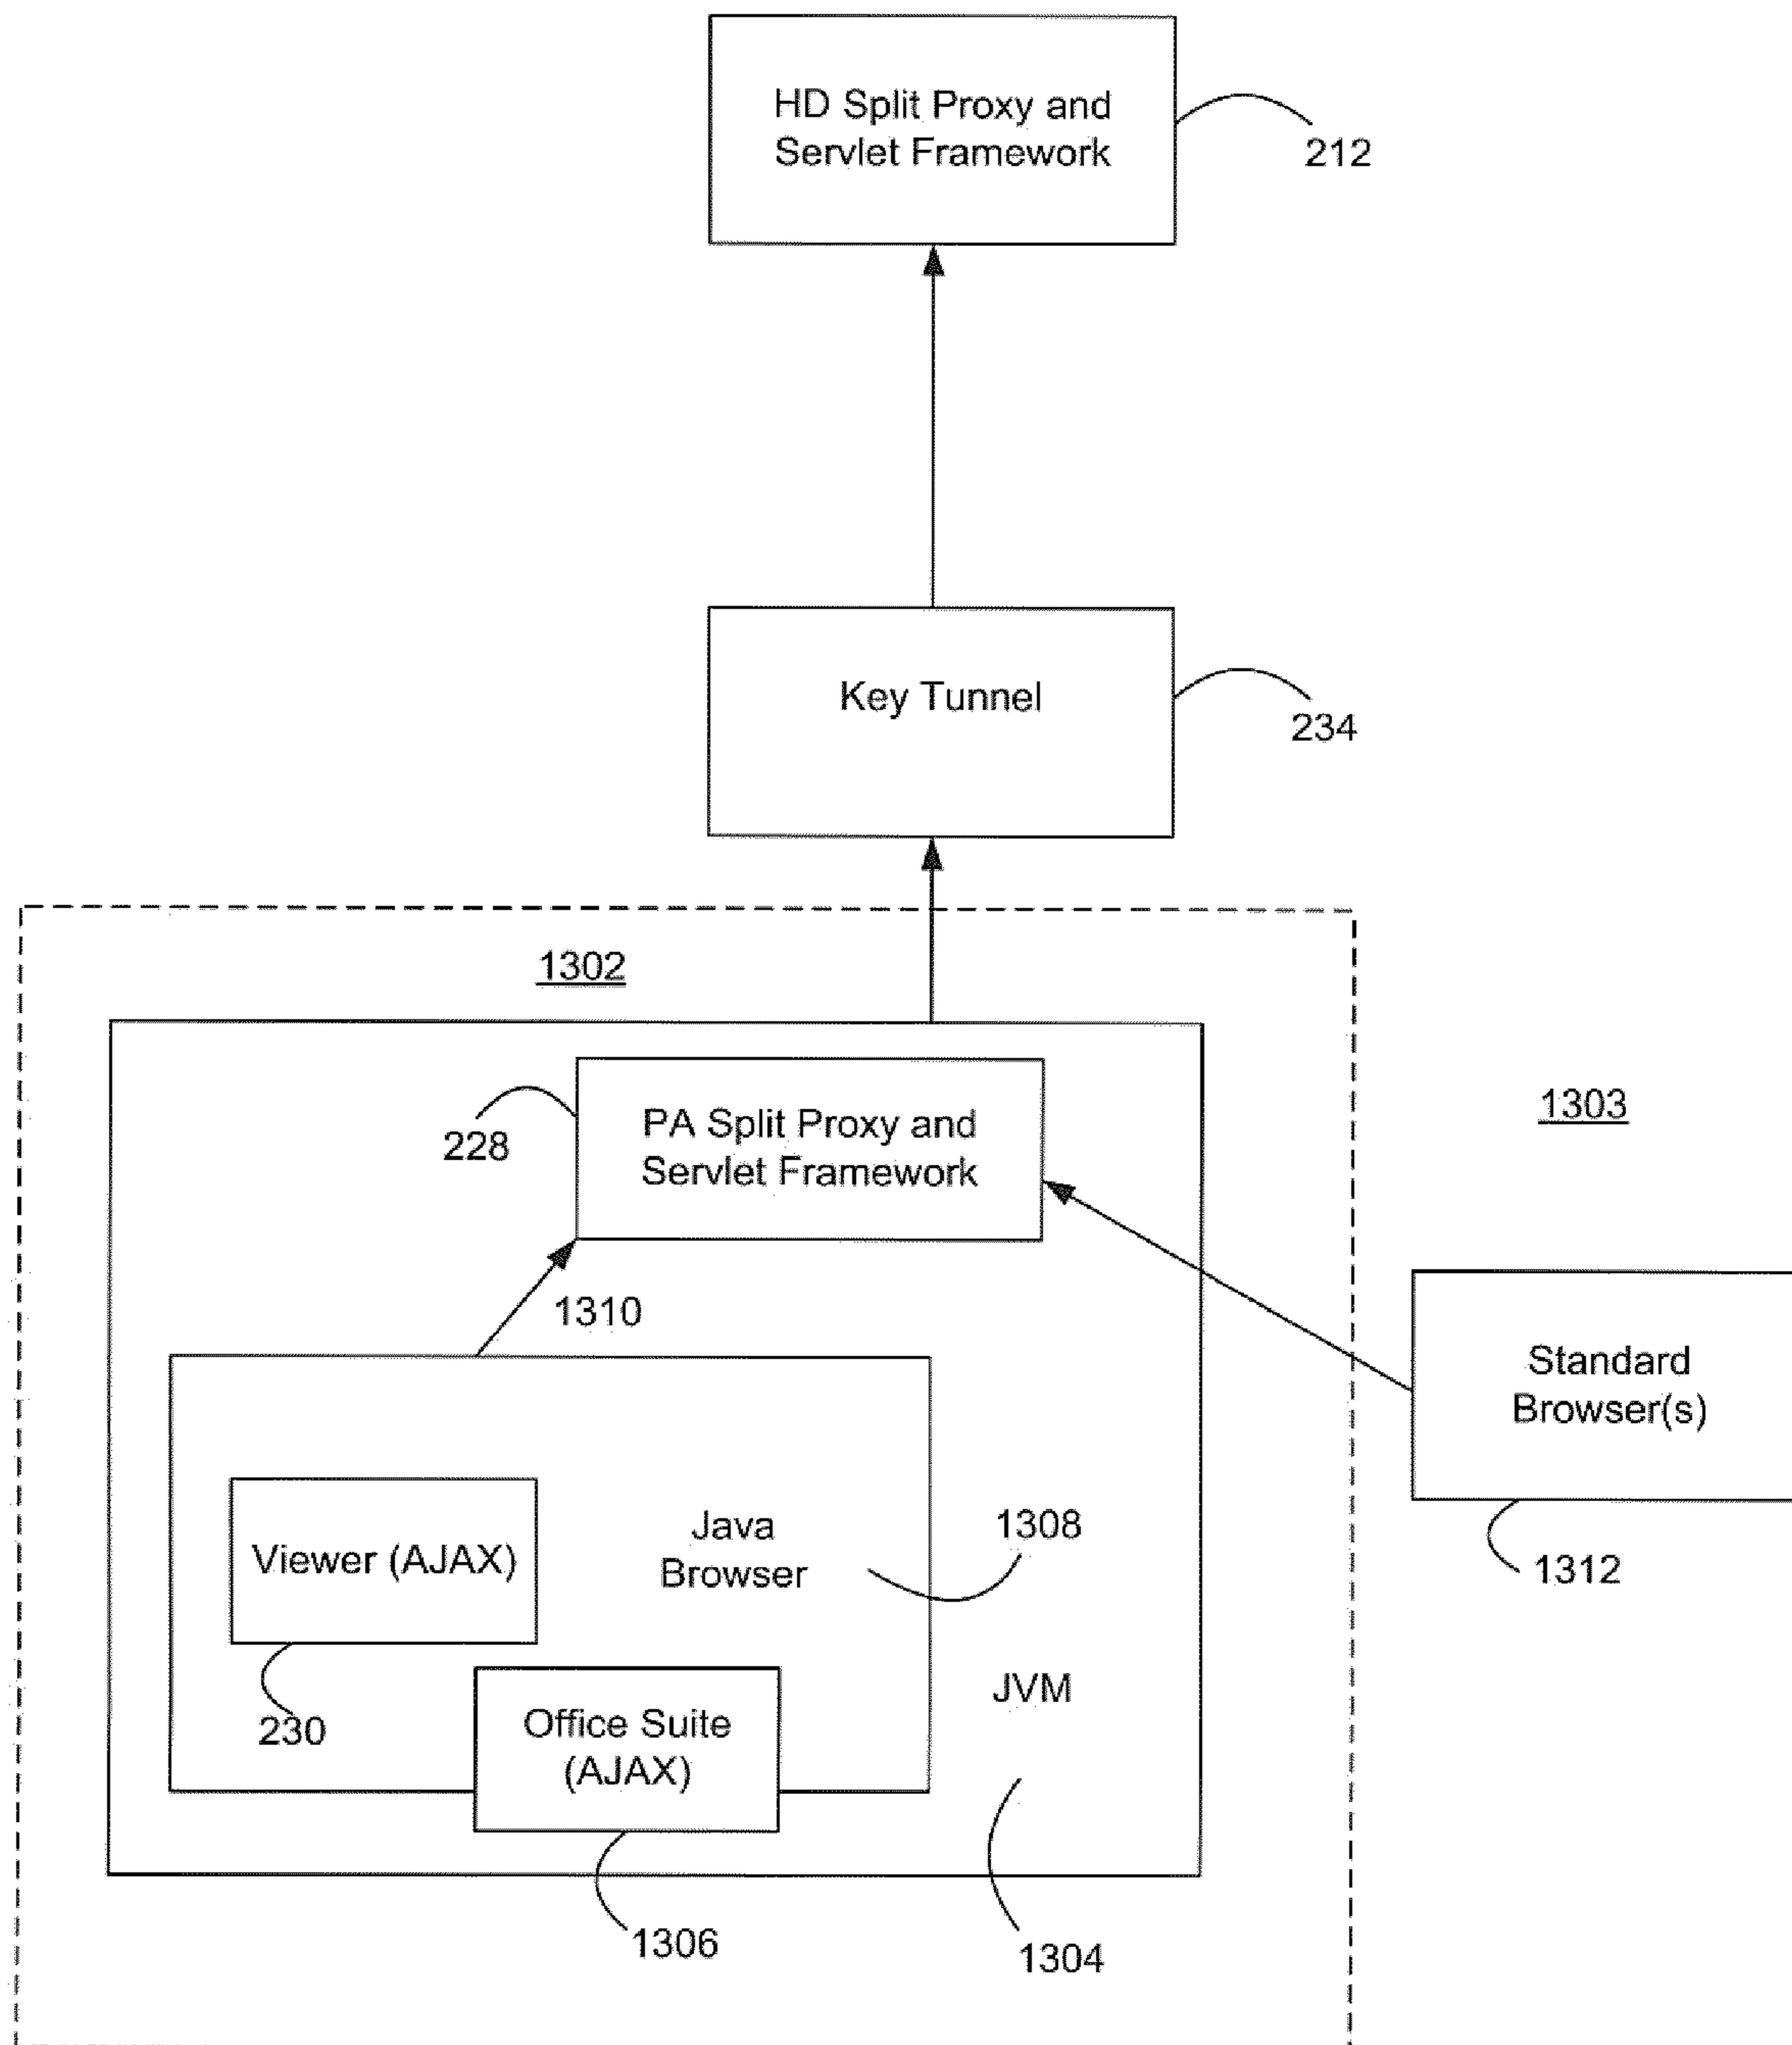 HD Split Proxy and
Servlet Framework
212
Key Tunnel
234
1302
1303
PA Split Proxy and
Servlet Framework
228
1310
Standard
Browser(s)
1312
Java
Browser
1308
Viewer (AJAX)
230
Office Suite
(AJAX)
JVM
1306
1304